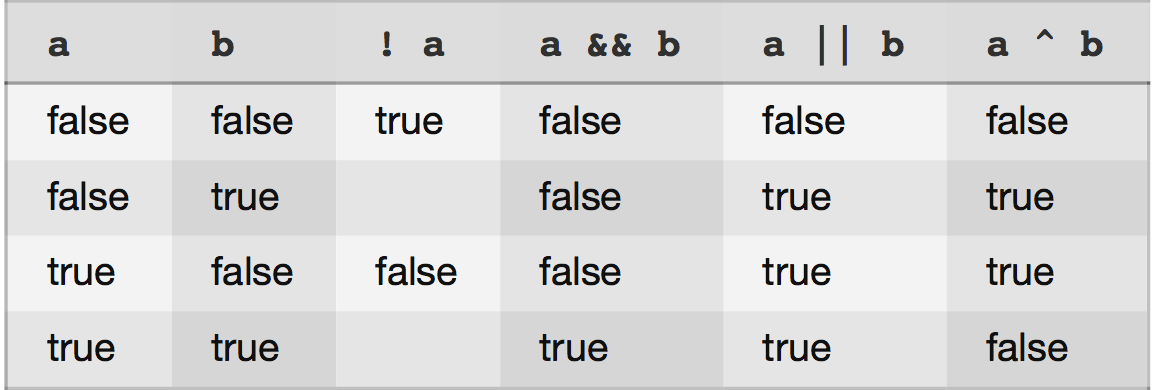 a b ! a a && b a || b a ^ b
false false true false false false
false true false true true
true false false false true true
true true true true false